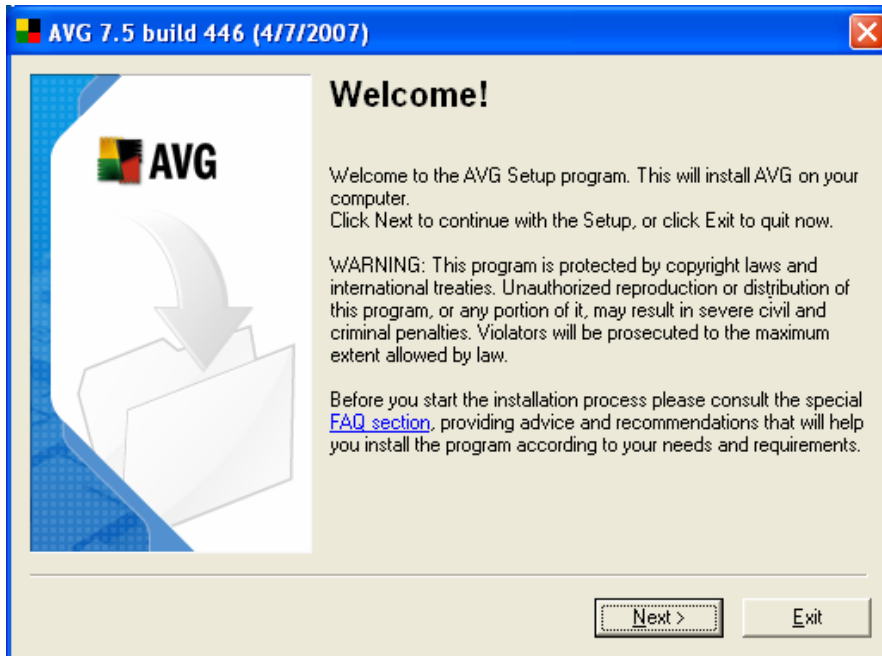 AVG 7.5 build 446 (4/7/2007)
AVG
Welcome!
Welcome to the AVG Setup program. This will install AVG on your
computer.
Click Next to continue with the Setup, or click Exit to quit now.
WARNING: This program is protected by copyright laws and
international treaties. Unauthorized reproduction or distribution of
this program, or any portion of it, may result in severe civil and
criminal penalties. Violators will be prosecuted to the maximum
extent allowed by law.
Before you start the installation process please consult the special
FAQ section, providing advice and recommendations that will help
you install the program according to your needs and requirements.
Next >
Exit